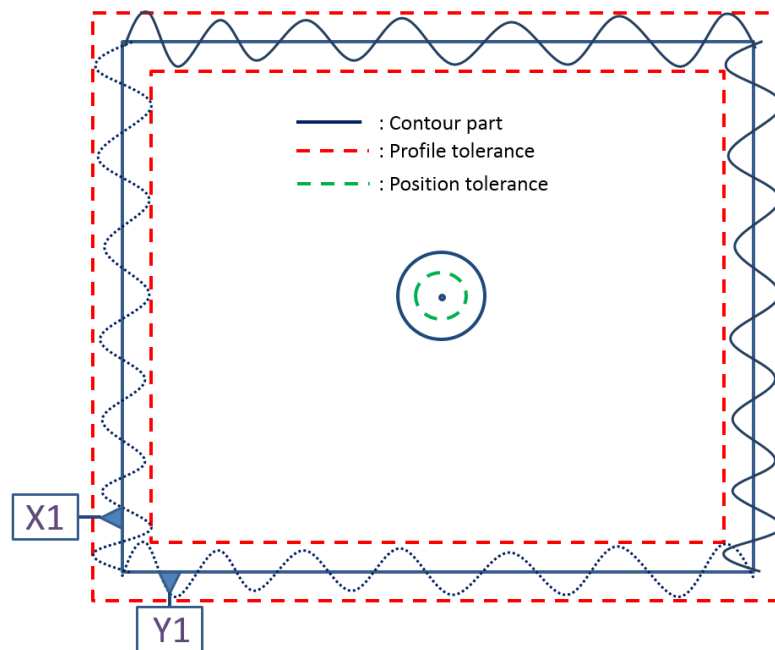 : Contour part
: Profile tolerance
: Position tolerance
X1
Y1